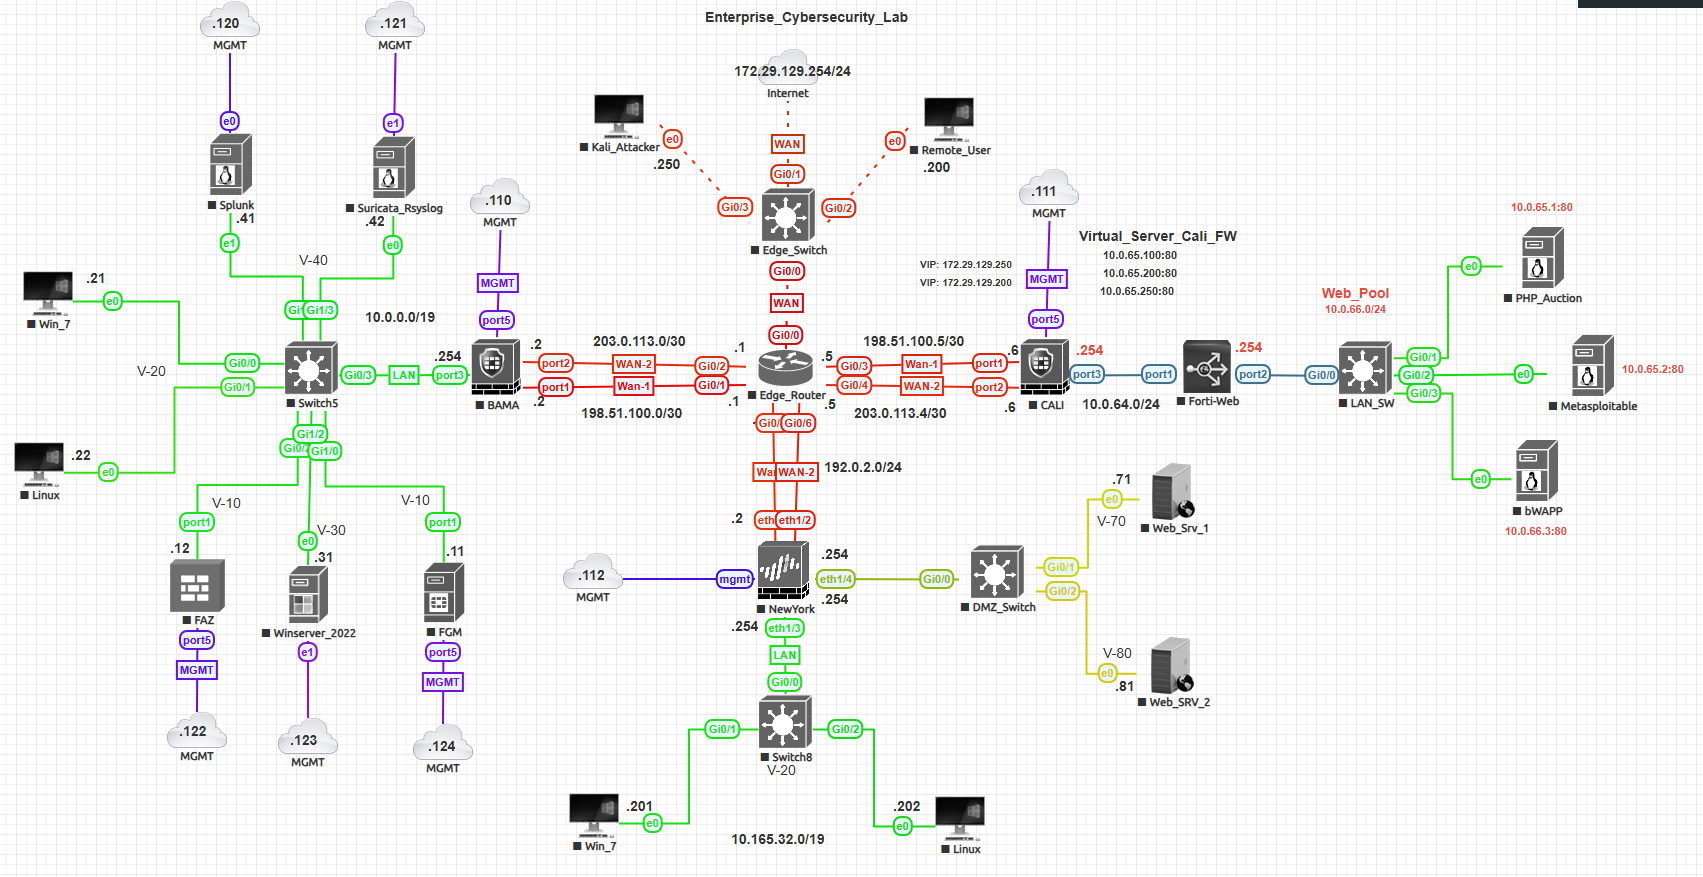 Enterprise_Cybersecurity_Lab
.120
MGMT
.121
MGMT
172.29.129.254/24
Internet
WAN
Gi0/1
Kali_Attacker
e0
.250
Gi0/3
Remote_User
e0
.200
Gi0/2
Edge_Switch
Gi0/0
WAN
Gi0/0
e0
Splunk
.41
e1
e1
Suricata_Rsyslog
.42
e0
V-40
.110
MGMT
MGMT
port5
.111
MGMT
MGMT
port5
Virtual_Server_Cali_FW
VIP: 172.29.129.250
VIP: 172.29.129.200
10.0.65.100:80
10.0.65.200:80
10.0.65.250:80
10.0.65.1:80
e0
PHP_Auction
Web_Pool
10.0.66.0/24
.21
e0
Win_7
Gi1/3
10.0.0.0/19
V-20
Gi0/0
Gi0/1
Switch5
Gi0/3
LAN
port3
.254
BAMA
.2
port2
203.0.113.0/30
WAN-2
Gi0/2
.1
.2
port1
Wan-1
Gi0/1
.1
198.51.100.0/30
Edge_Router
.5
Gi0/3
198.51.100.5/30
Wan-1
port1
.6
.5
Gi0/4
WAN-2
port2
.6
203.0.113.4/30
CALI
.254
port3
10.0.64.0/24
port1
Forti-Web
.254
port2
Gi0/0
LAN_SW
Gi0/1
Gi0/2
Gi0/3
e0
Metasploitable
10.0.65.2:80
e0
bWAPP
10.0.66.3:80
.22
e0
Linux
Gi1/2
Gi1/0
V-10
port1
.12
FAZ
port5
MGMT
.122
MGMT
V-30
e0
.31
Winserver_2022
e1
.123
MGMT
V-10
port1
.11
FGM
port5
MGMT
.124
MGMT
Gi0/6
WAN-2
192.0.2.0/24
.2
eth1/2
.112
MGMT
mgmt
NewYork
.254
eth1/4
.254
Gi0/0
DMZ_Switch
Gi0/1
Gi0/2
.71
e0
V-70
Web_Srv_1
V-80
e0
.81
Web_SRV_2
.254
eth1/3
LAN
Gi0/0
Switch8
V-20
Gi0/1
Gi0/2
.201
e0
Win_7
.202
e0
Linux
10.165.32.0/19